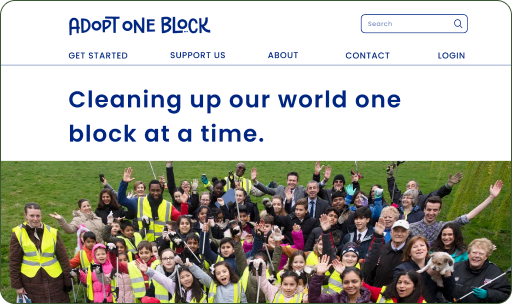 ADOPT ONE BLOCK
Search
GET STARTED
SUPPORT US
ABOUT
CONTACT
LOGIN
Cleaning up our world one
block at a time.